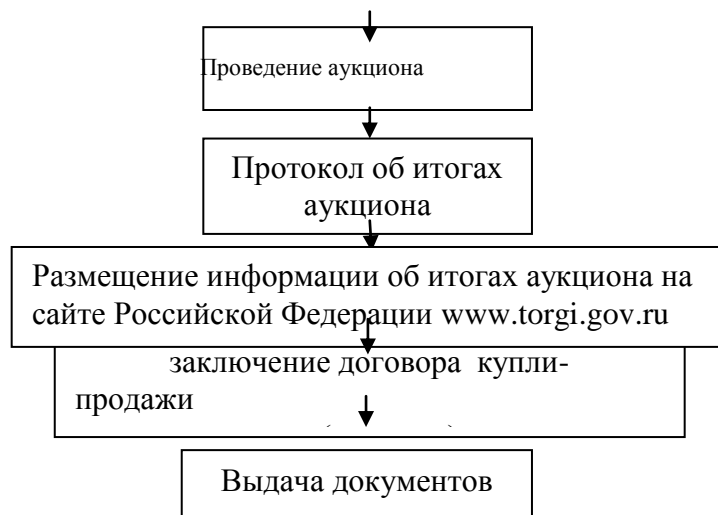 Проведение аукциона
Протокол об итогах
аукциона
Размещение информации об итогах аукциона на
сайте Российской Федерации www.torgi.gov.ru
заключение договора купли-
продажи
Выдача документов